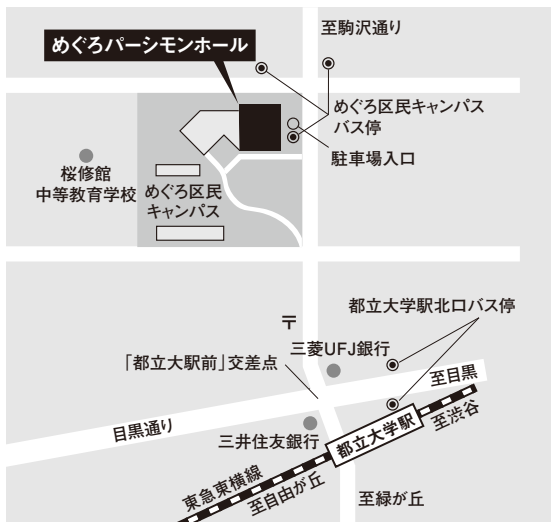 至駒沢通り
めぐろパーシモンホール
めぐろ区民キャンパス
バス停
駐車場入口
桜修館
中等教育学校
めぐろ区民
キャンパス
都立大学駅北口バス停
〒
三菱UFJ銀行
「都立大駅前」交差点
至目黒
目黒通り
三井住友銀行
都立大学駅
至渋谷
東急東横線
至自由が丘
至緑が丘